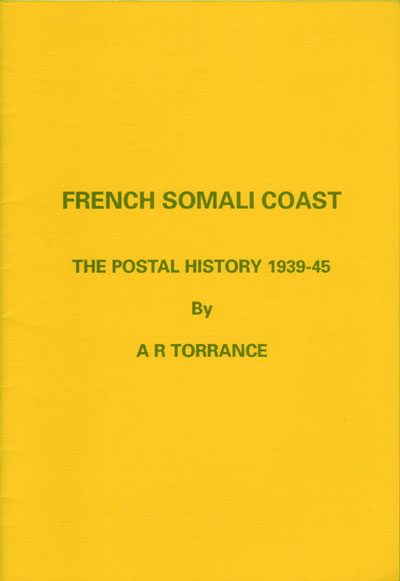 FRENCH SOMALI COAST
THE POSTAL HISTORY 1939-45
By
A R TORRANCE